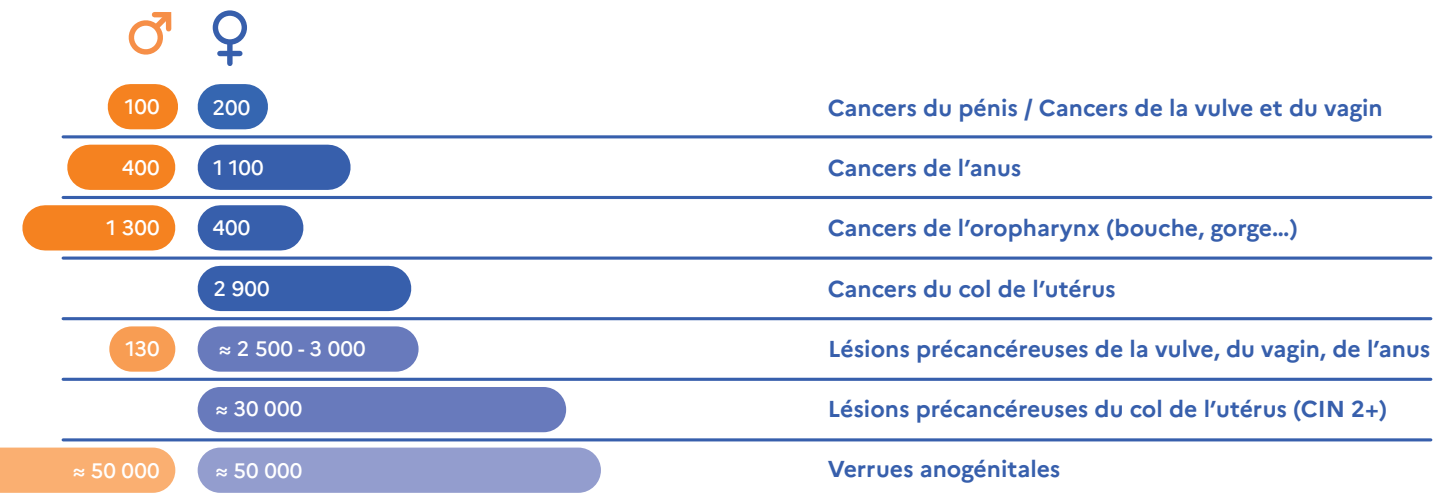 100 200 Cancers du pénis / Cancers de la vulve et du vagin
400 1 100 Cancers de l’anus
1 300 400 Cancers de l’oropharynx (bouche, gorge…)
2 900 Cancers du col de l’utérus
130 ≈ 2 500 - 3 000 Lésions précancéreuses de la vulve, du vagin, de l’anus
≈ 30 000 Lésions précancéreuses du col de l’utérus (CIN 2+)
≈ 50 000 ≈ 50 000 Verrues anogénitales